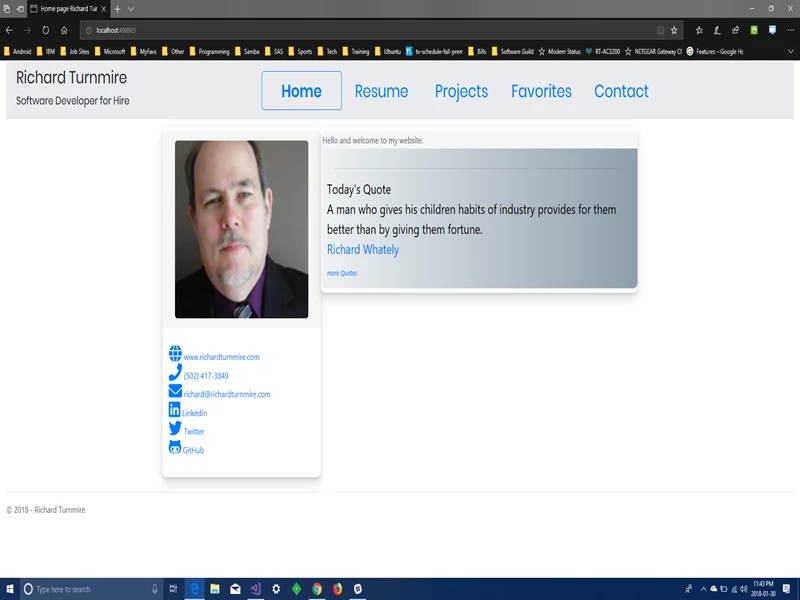 Home page Richard Tur
localhost:49892/
Android
IBM
Job Sites
Microsoft
MyFavs
Other
Programming
Samba
SAS
Sports
Tech
Training
Ubuntu
tv-schedule-fall-prem
Bills
Software Guild
Modem Status
RT-AC3200
NETGEAR Gateway C
Features – Google Ho
Richard Turnmire
Software Developer for Hire
Home
Resume
Projects
Favorites
Contact
Hello and welcome to my website.
Today's Quote
A man who gives his children habits of industry provides for them
better than by giving them fortune.
Richard Whately
more Quotes
www.richardturnmire.com
(502) 417-3849
richard@richardturnmire.com
LinkedIn
Twitter
GitHub
© 2018 - Richard Turnmire
Type here to search
11:43 PM
2018-01-30